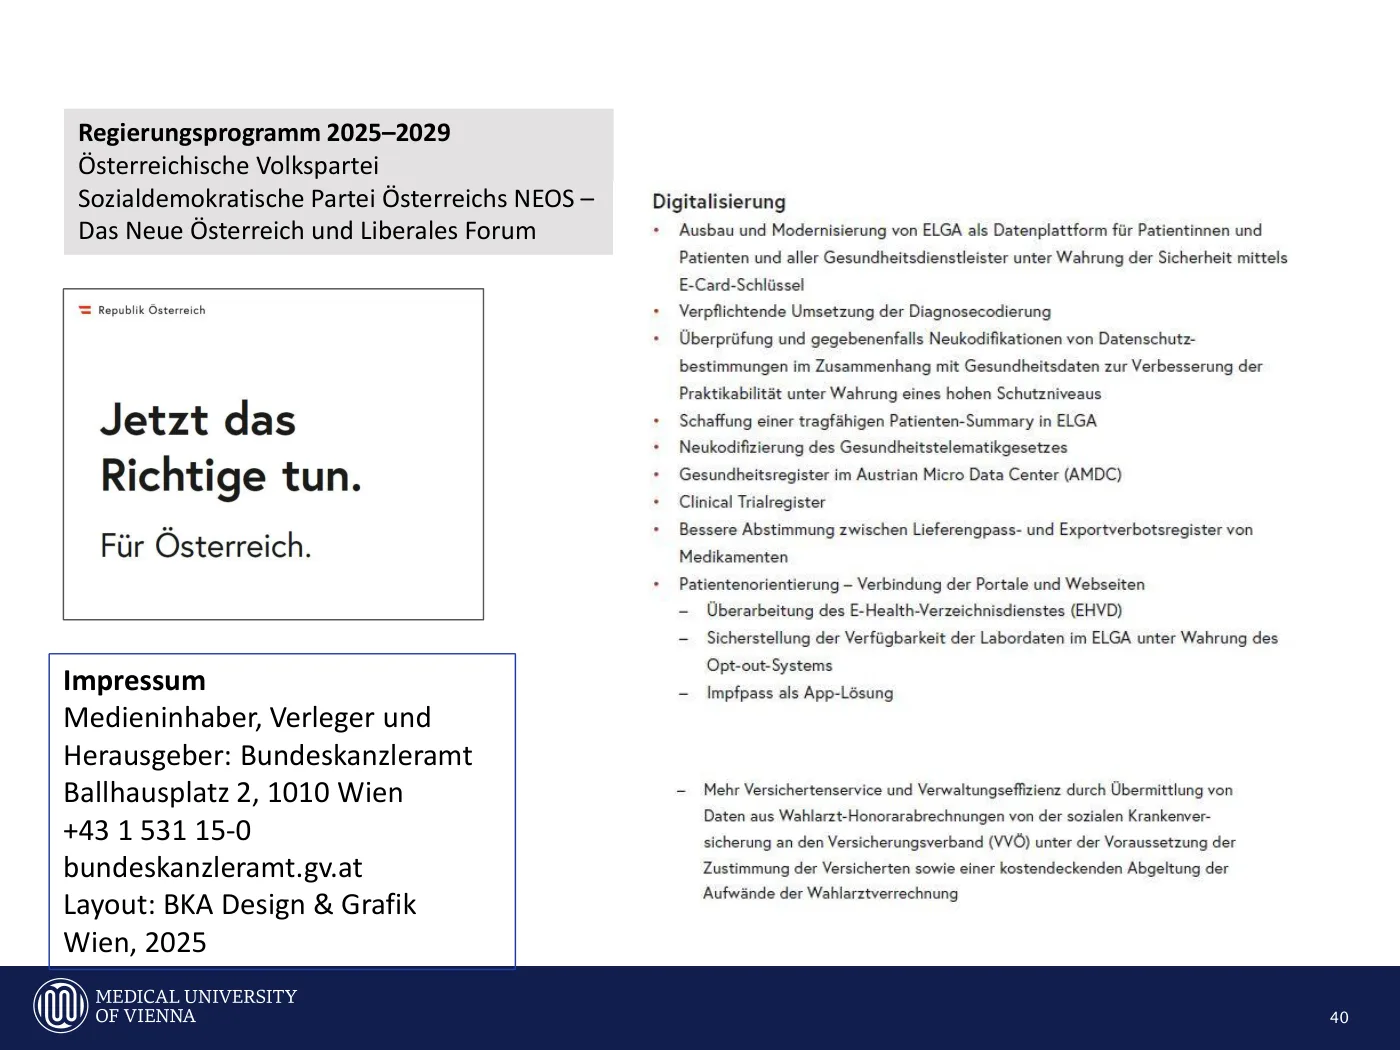 Regierungsprogramm 2025–2029
Österreichische Volkspartei
Sozialdemokratische Partei Österreichs NEOS –
Das Neue Österreich und Liberales Forum
Republik Österreich
Jetzt das
Richtige tun.
Für Österreich.
Impressum
Medieninhaber, Verleger und
Herausgeber: Bundeskanzleramt
Ballhausplatz 2, 1010 Wien
+43 1 531 15-0
bundeskanzleramt.gv.at
Layout: BKA Design & Grafik
Wien, 2025
Digitalisierung
• Ausbau und Modernisierung von ELGA als Datenplattform für Patientinnen und
Patienten und aller Gesundheitsdienstleister unter Wahrung der Sicherheit mittels
E-Card-Schlüssel
• Verpflichtende Umsetzung der Diagnosecodierung
• Überprüfung und gegebenenfalls Neukodifikationen von Datenschutz-
bestimmungen im Zusammenhang mit Gesundheitsdaten zur Verbesserung der
Praktikabilität unter Wahrung eines hohen Schutzniveaus
• Schaffung einer tragfähigen Patienten-Summary in ELGA
• Neukodifizierung des Gesundheitstelematikgesetzes
• Gesundheitsregister im Austrian Micro Data Center (AMDC)
• Clinical Trialregister
• Bessere Abstimmung zwischen Lieferengpass- und Exportverbotsregister von
Medikamenten
• Patientenorientierung – Verbindung der Portale und Webseiten
– Überarbeitung des E-Health-Verzeichnisdienstes (EHVD)
– Sicherstellung der Verfügbarkeit der Labordaten im ELGA unter Wahrung des
Opt-out-Systems
– Impfpass als App-Lösung
– Mehr Versichertenservice und Verwaltungseffizienz durch Übermittlung von
Daten aus Wahlarzt-Honorarabrechnungen von der sozialen Krankenver-
sicherung an den Versicherungsverband (VVÖ) unter der Voraussetzung der
Zustimmung der Versicherten sowie einer kostendeckenden Abgeltung der
Aufwände der Wahlarztverrechnung
MEDICAL UNIVERSITY
OF VIENNA
40